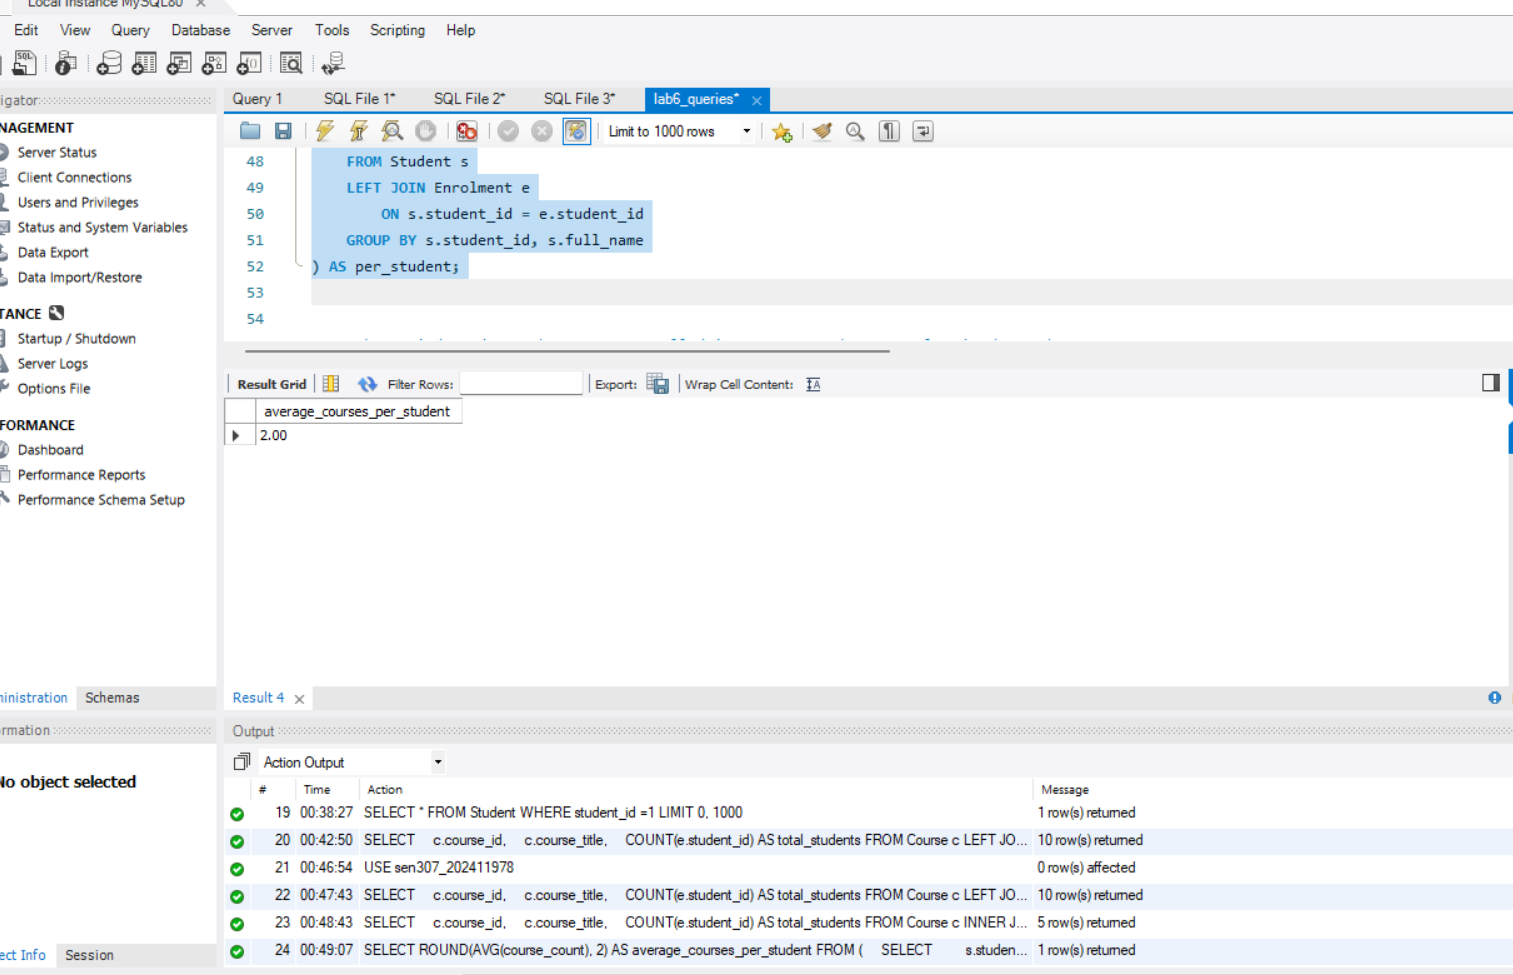 Local Instance MySQL80
Edit View Query Database Server Tools Scripting Help
igator
Query 1 SQL File 1* SQL File 2* SQL File 3* lab6_queries*
NAGEMENT
Server Status
Client Connections
Users and Privileges
Status and System Variables
Data Export
Data Import/Restore
TANCE
Startup / Shutdown
Server Logs
Options File
FORMANCE
Dashboard
Performance Reports
Performance Schema Setup
Limit to 1000 rows
48 FROM Student s
49 LEFT JOIN Enrolment e
50 ON s.student_id = e.student_id
51 GROUP BY s.student_id, s.full_name
52 ) AS per_student;
53
54
Result Grid Filter Rows: Export: Wrap Cell Content:
average_courses_per_student
2.00
ministration Schemas
Result 4
ormation
No object selected
ect Info Session
Output
Action Output
# Time Action Message
19 00:38:27 SELECT * FROM Student WHERE student_id =1 LIMIT 0, 1000 1 row(s) returned
20 00:42:50 SELECT c.course_id, c.course_title, COUNT(e.student_id) AS total_students FROM Course c LEFT JO... 10 row(s) returned
21 00:46:54 USE sen307_202411978 0 row(s) affected
22 00:47:43 SELECT c.course_id, c.course_title, COUNT(e.student_id) AS total_students FROM Course c LEFT JO... 10 row(s) returned
23 00:48:43 SELECT c.course_id, c.course_title, COUNT(e.student_id) AS total_students FROM Course c INNER J... 5 row(s) returned
24 00:49:07 SELECT ROUND(AVG(course_count), 2) AS average_courses_per_student FROM ( SELECT s.studen... 1 row(s) returned